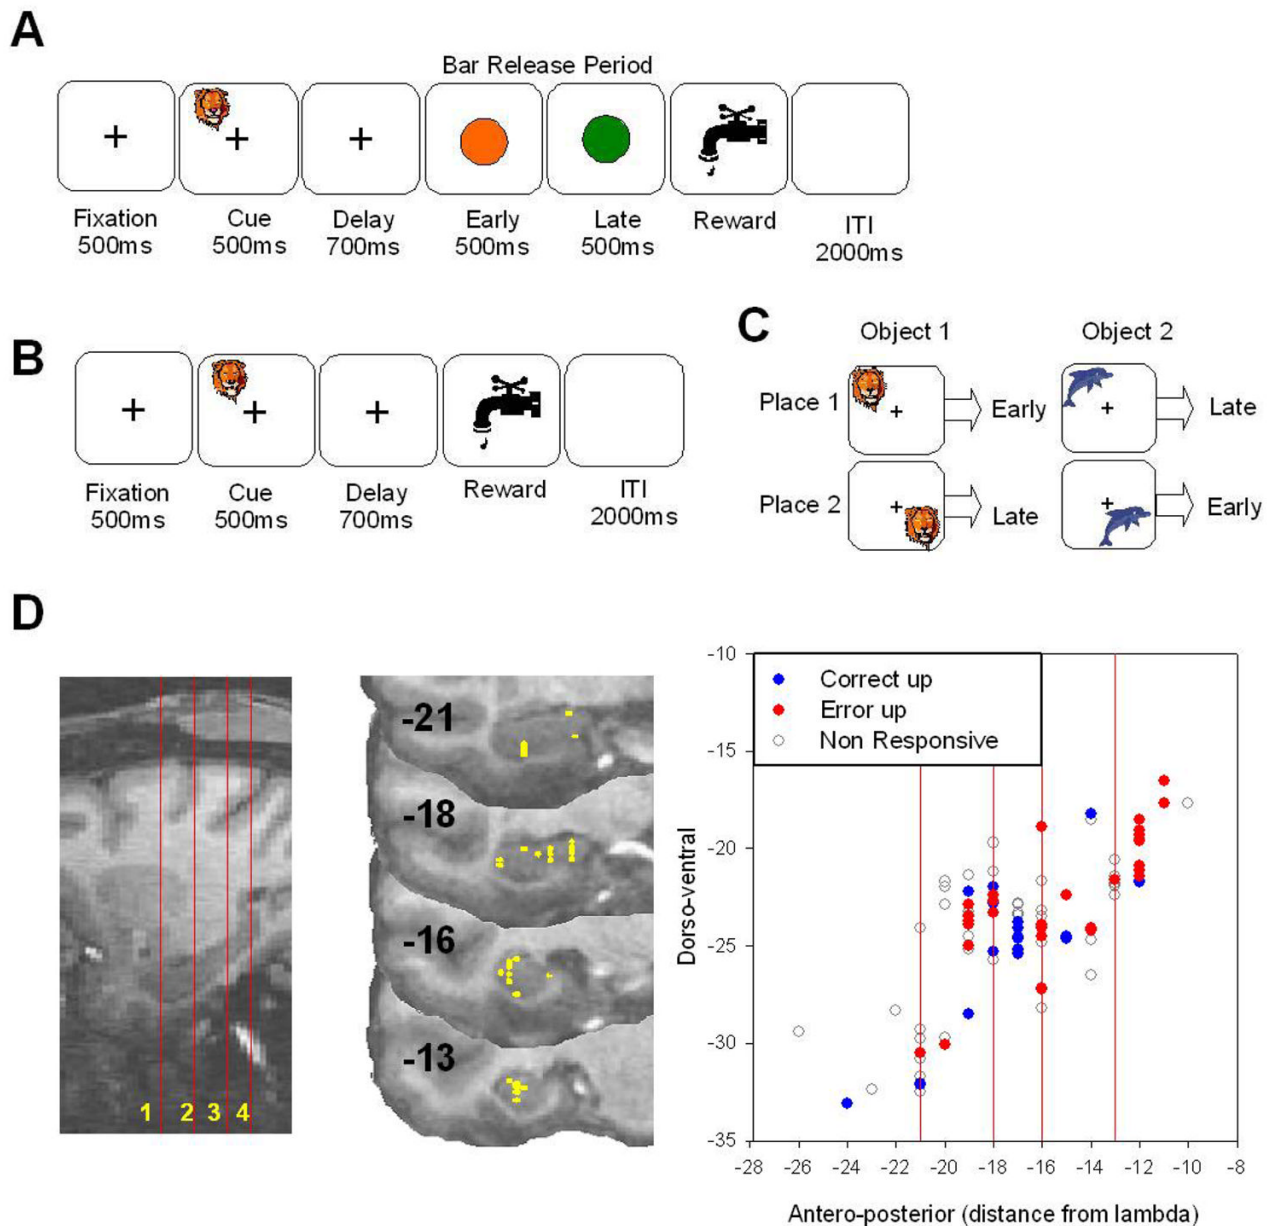 A
Bar Release Period
Fixation Cue Delay Early Late Reward ITI
500ms 500ms 700ms 500ms 500ms 2000ms
B
Fixation Cue Delay Reward ITI
500ms 500ms 700ms 2000ms
C
Object 1 Object 2
Place 1 Early Late
Place 2 Late Early
D
1 2 3 4
-21
-18
-16
-13
Correct up
Error up
Non Responsive
Dorso-ventral
-10
-15
-20
-25
-30
-35
-28 -26 -24 -22 -20 -18 -16 -14 -12 -10 -8
Antero-posterior (distance from lambda)